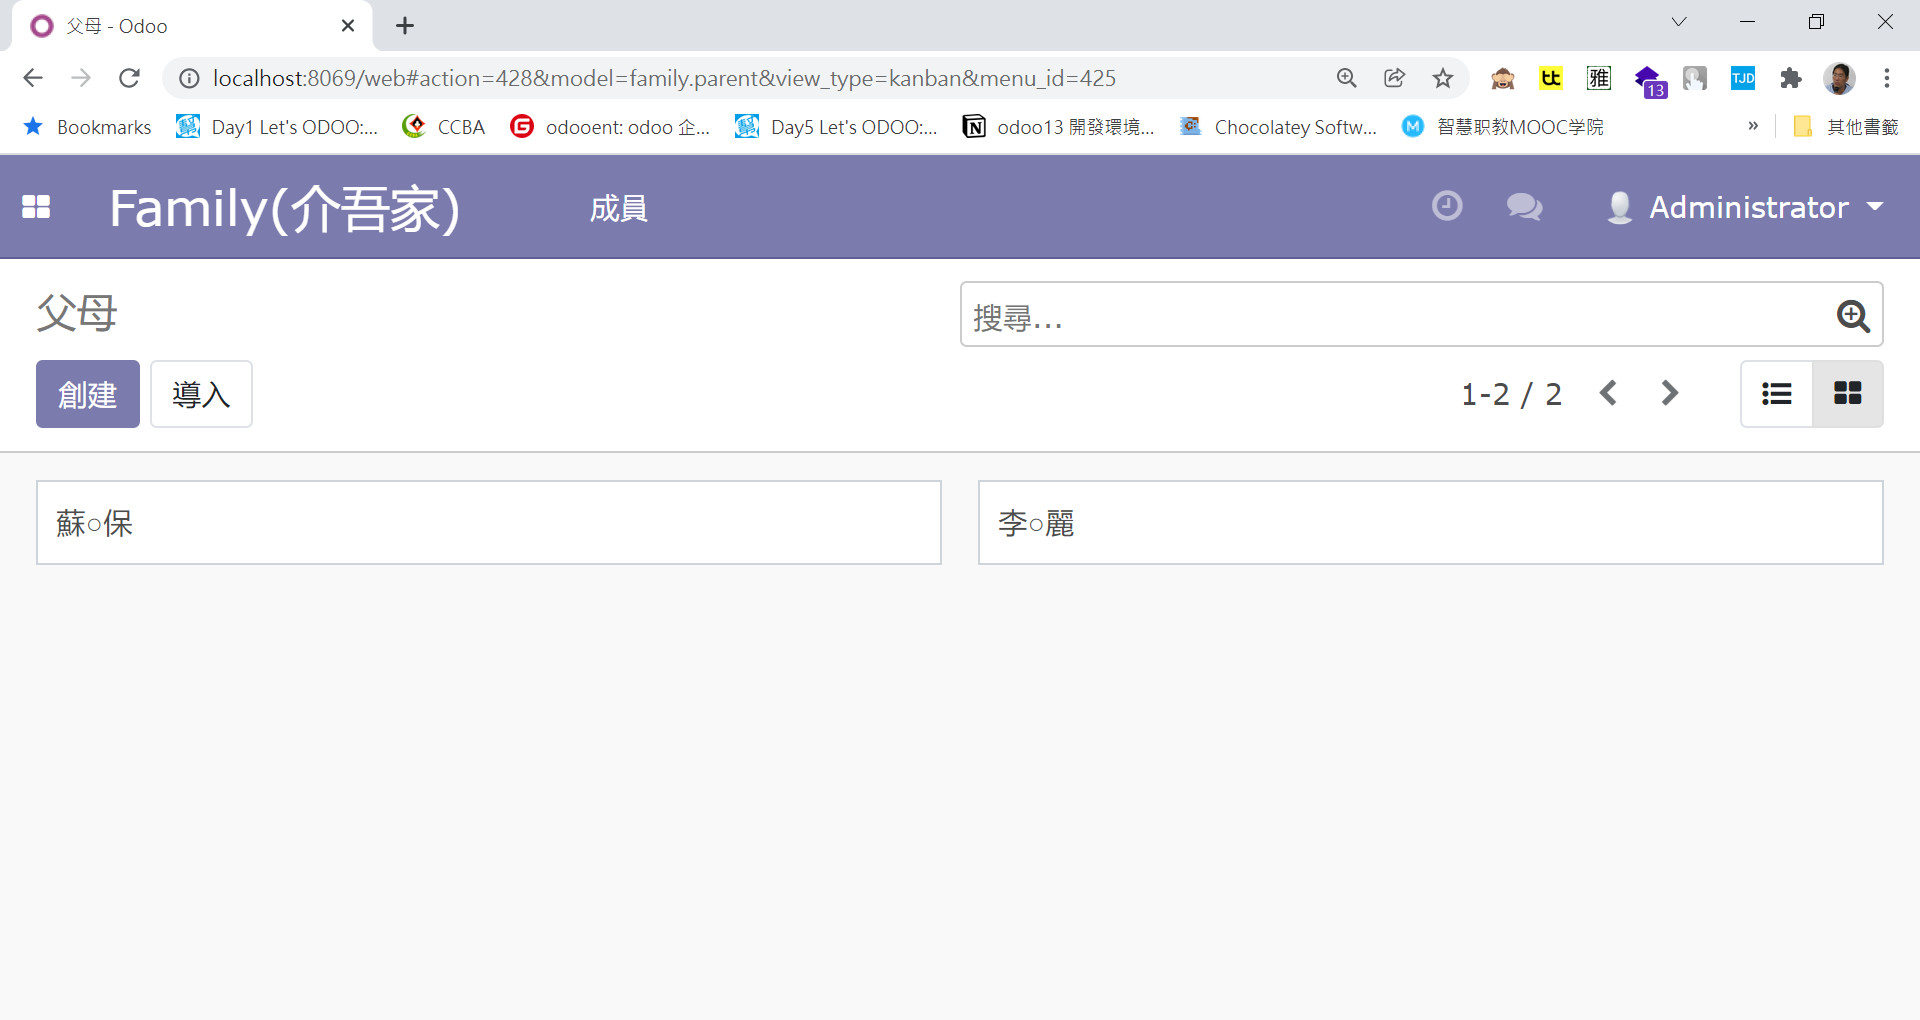 父母 - Odoo
localhost:8069/web#action=428&model=family.parent&view_type=kanban&menu_id=425
tt 雅 13 TJD
Bookmarks Day1 Let's ODOO:... CCBA G odooent: odoo 企... Day5 Let's ODOO:... N odoo13 開發環境... Chocolatey Softw... M 智慧职教MOOC学院 » 其他書籤
Family(介吾家) 成員 Administrator
父母 搜尋...
創建 導入 1-2 / 2
蘇○保 李○麗